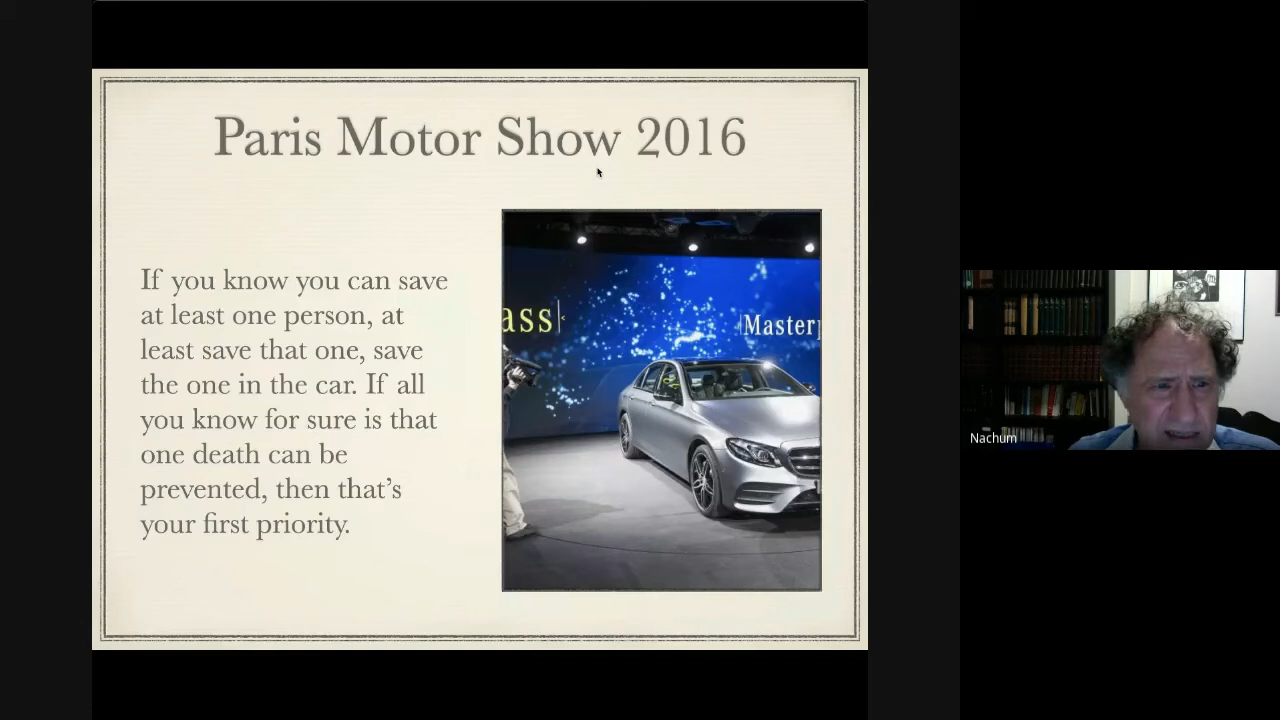 Paris Motor Show 2016
If you know you can save
at least one person, at
least save that one, save
the one in the car. If all
you know for sure is that
one death can be
prevented, then that's
your first priority.
ass
Masterp
Nachum